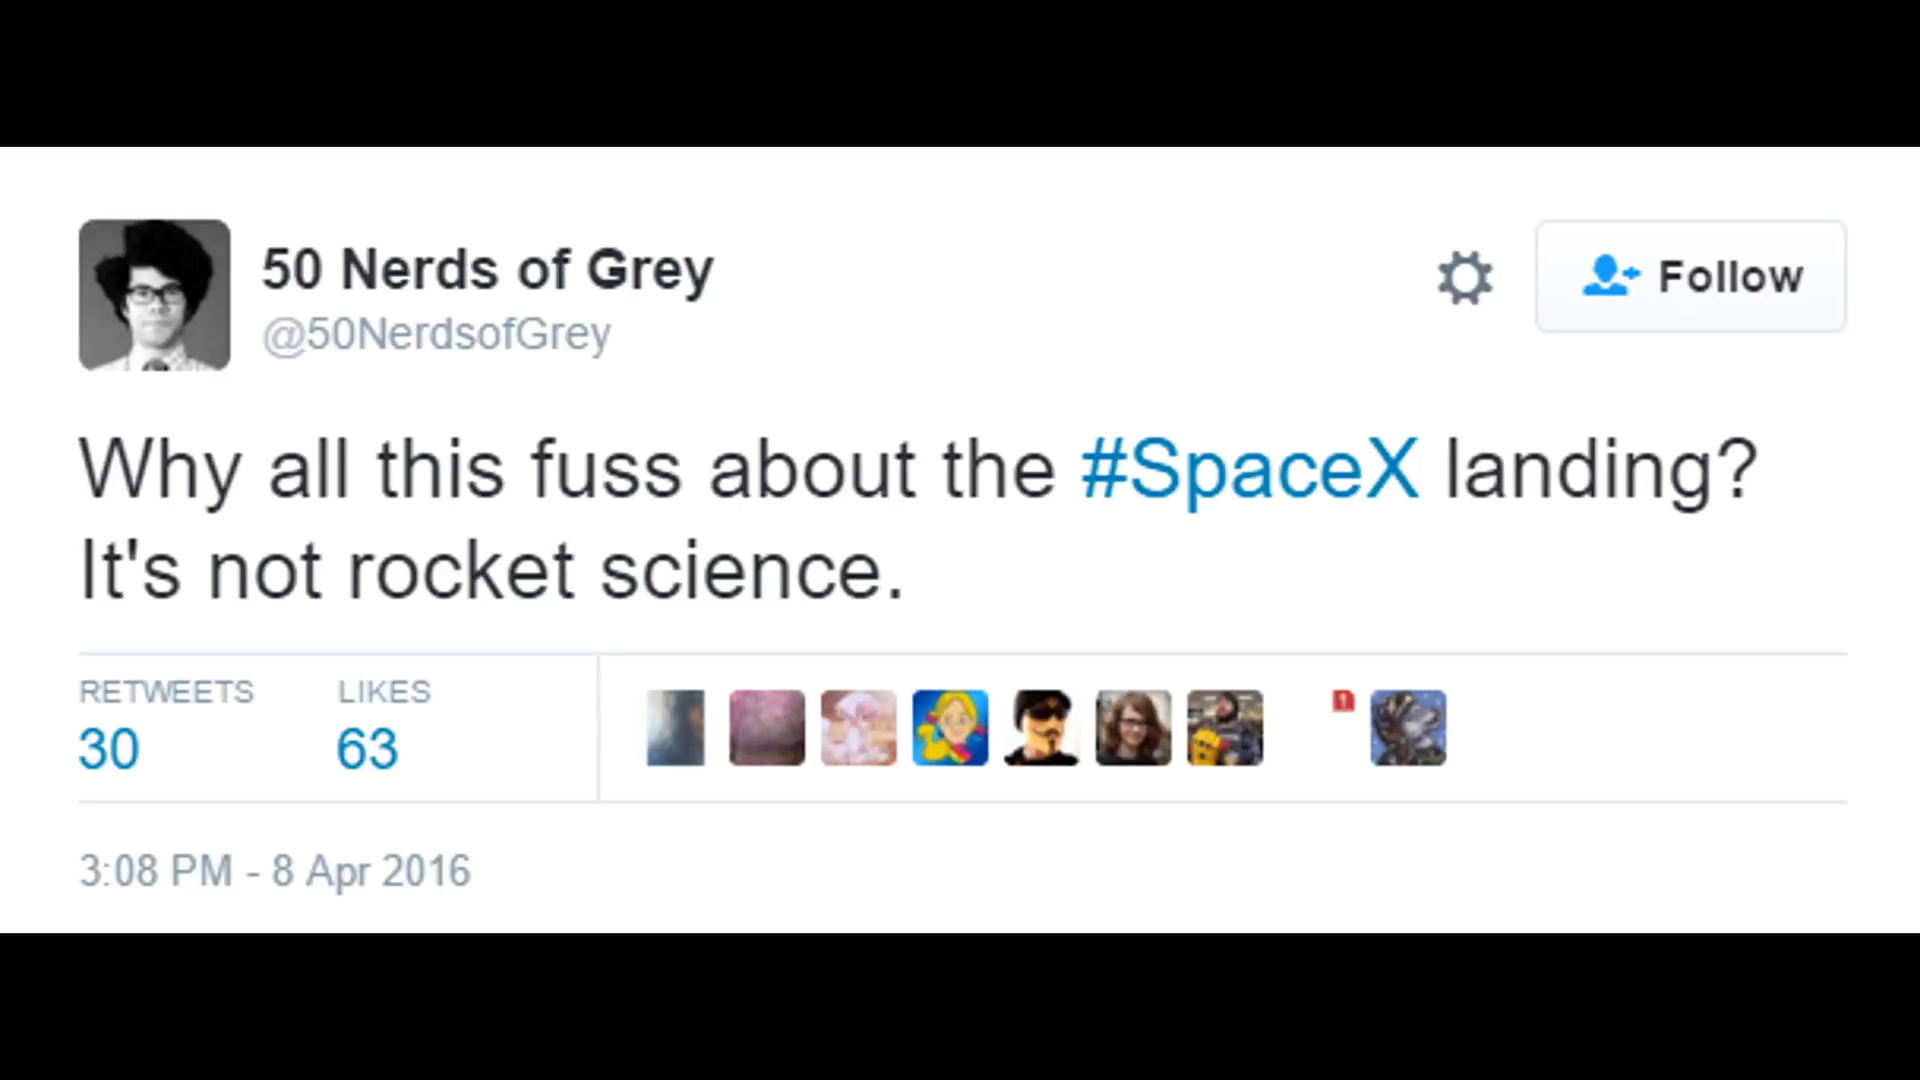 50 Nerds of Grey
@50NerdsofGrey
Follow
Why all this fuss about the #SpaceX landing?
It's not rocket science.
RETWEETS LIKES
30 63
1
3:08 PM - 8 Apr 2016